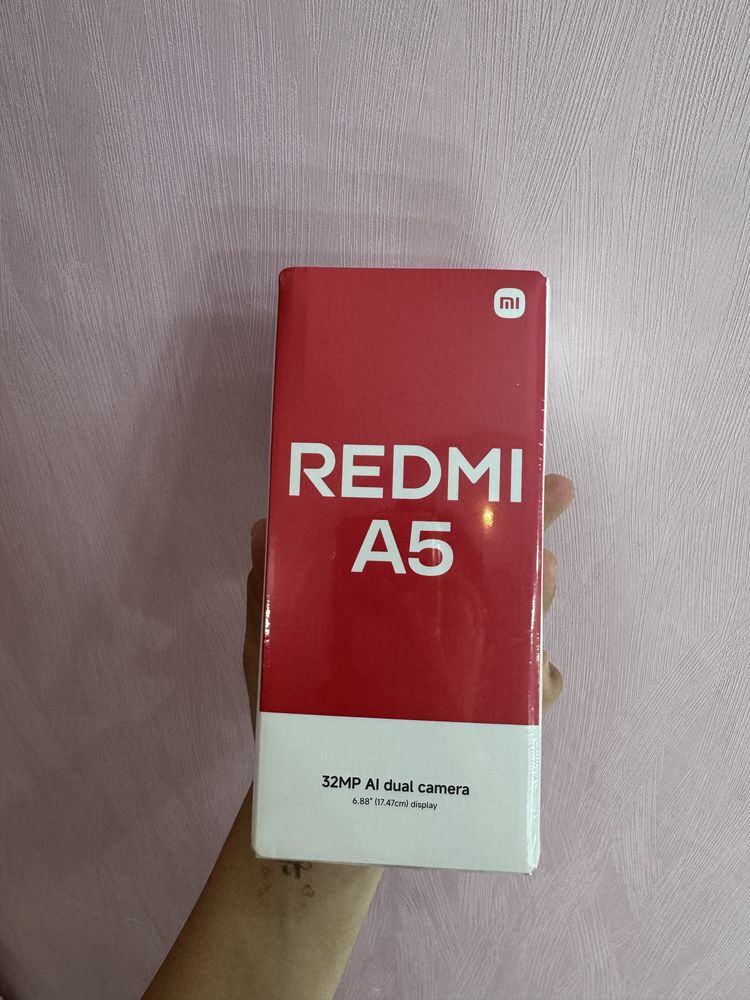 mi
REDMI
A5
32MP AI dual camera
6.88" (17.47cm) display